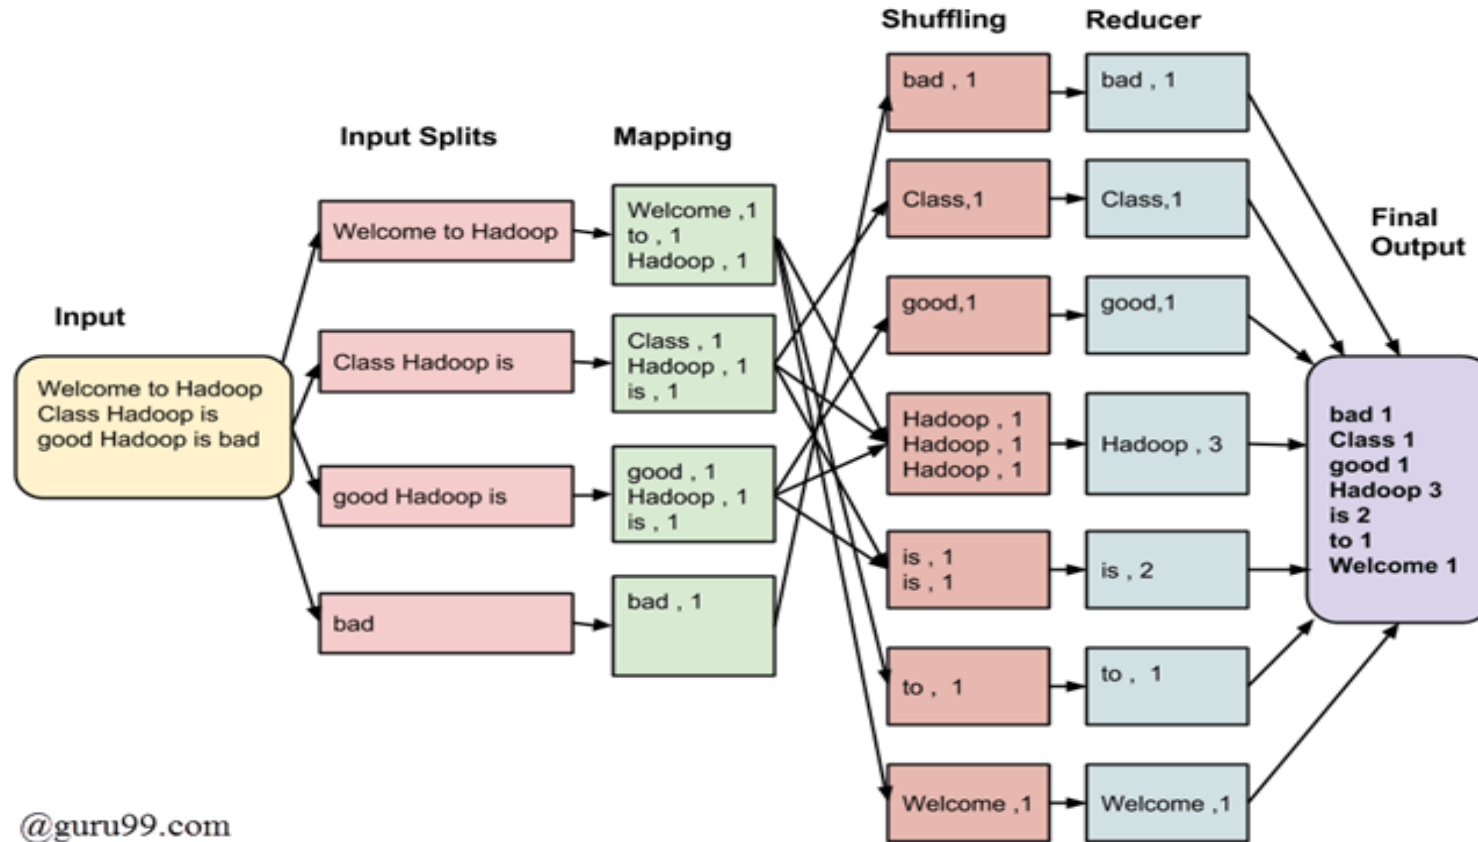 Input
Welcome to Hadoop
Class Hadoop is
good Hadoop is bad
Input Splits
Welcome to Hadoop
Class Hadoop is
good Hadoop is
bad
Mapping
Welcome ,1
to , 1
Hadoop , 1
Class , 1
Hadoop , 1
is , 1
good , 1
Hadoop , 1
is , 1
bad , 1
Shuffling
bad , 1
Class,1
good,1
Hadoop , 1
Hadoop , 1
Hadoop , 1
is , 1
is , 1
to , 1
Welcome ,1
Reducer
bad , 1
Class,1
good,1
Hadoop , 3
is , 2
to , 1
Welcome ,1
Final
Output
bad 1
Class 1
good 1
Hadoop 3
is 2
to 1
Welcome 1
@guru99.com